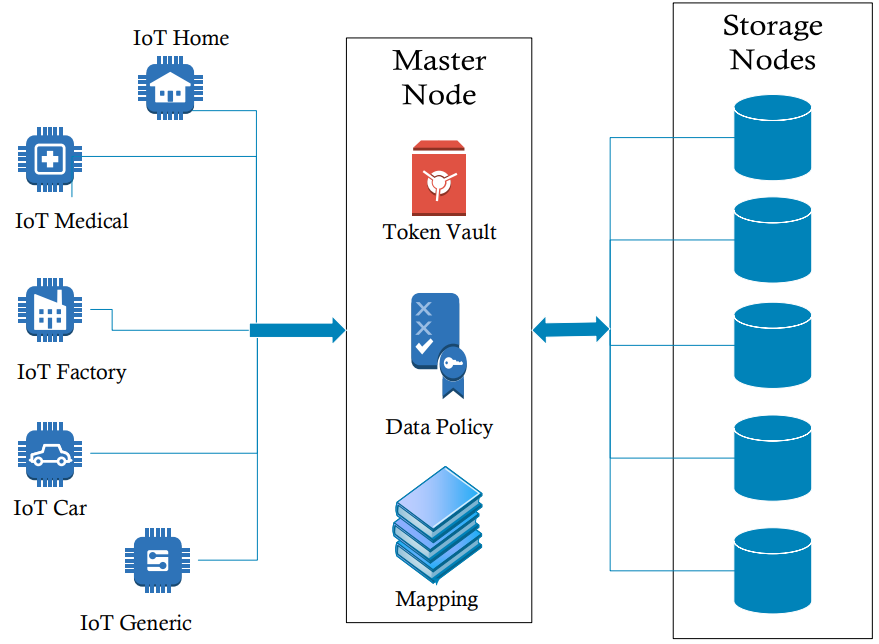 IoT Home
IoT Medical
IoT Factory
IoT Car
IoT Generic
Master
Node
Token Vault
Data Policy
Mapping
Storage
Nodes